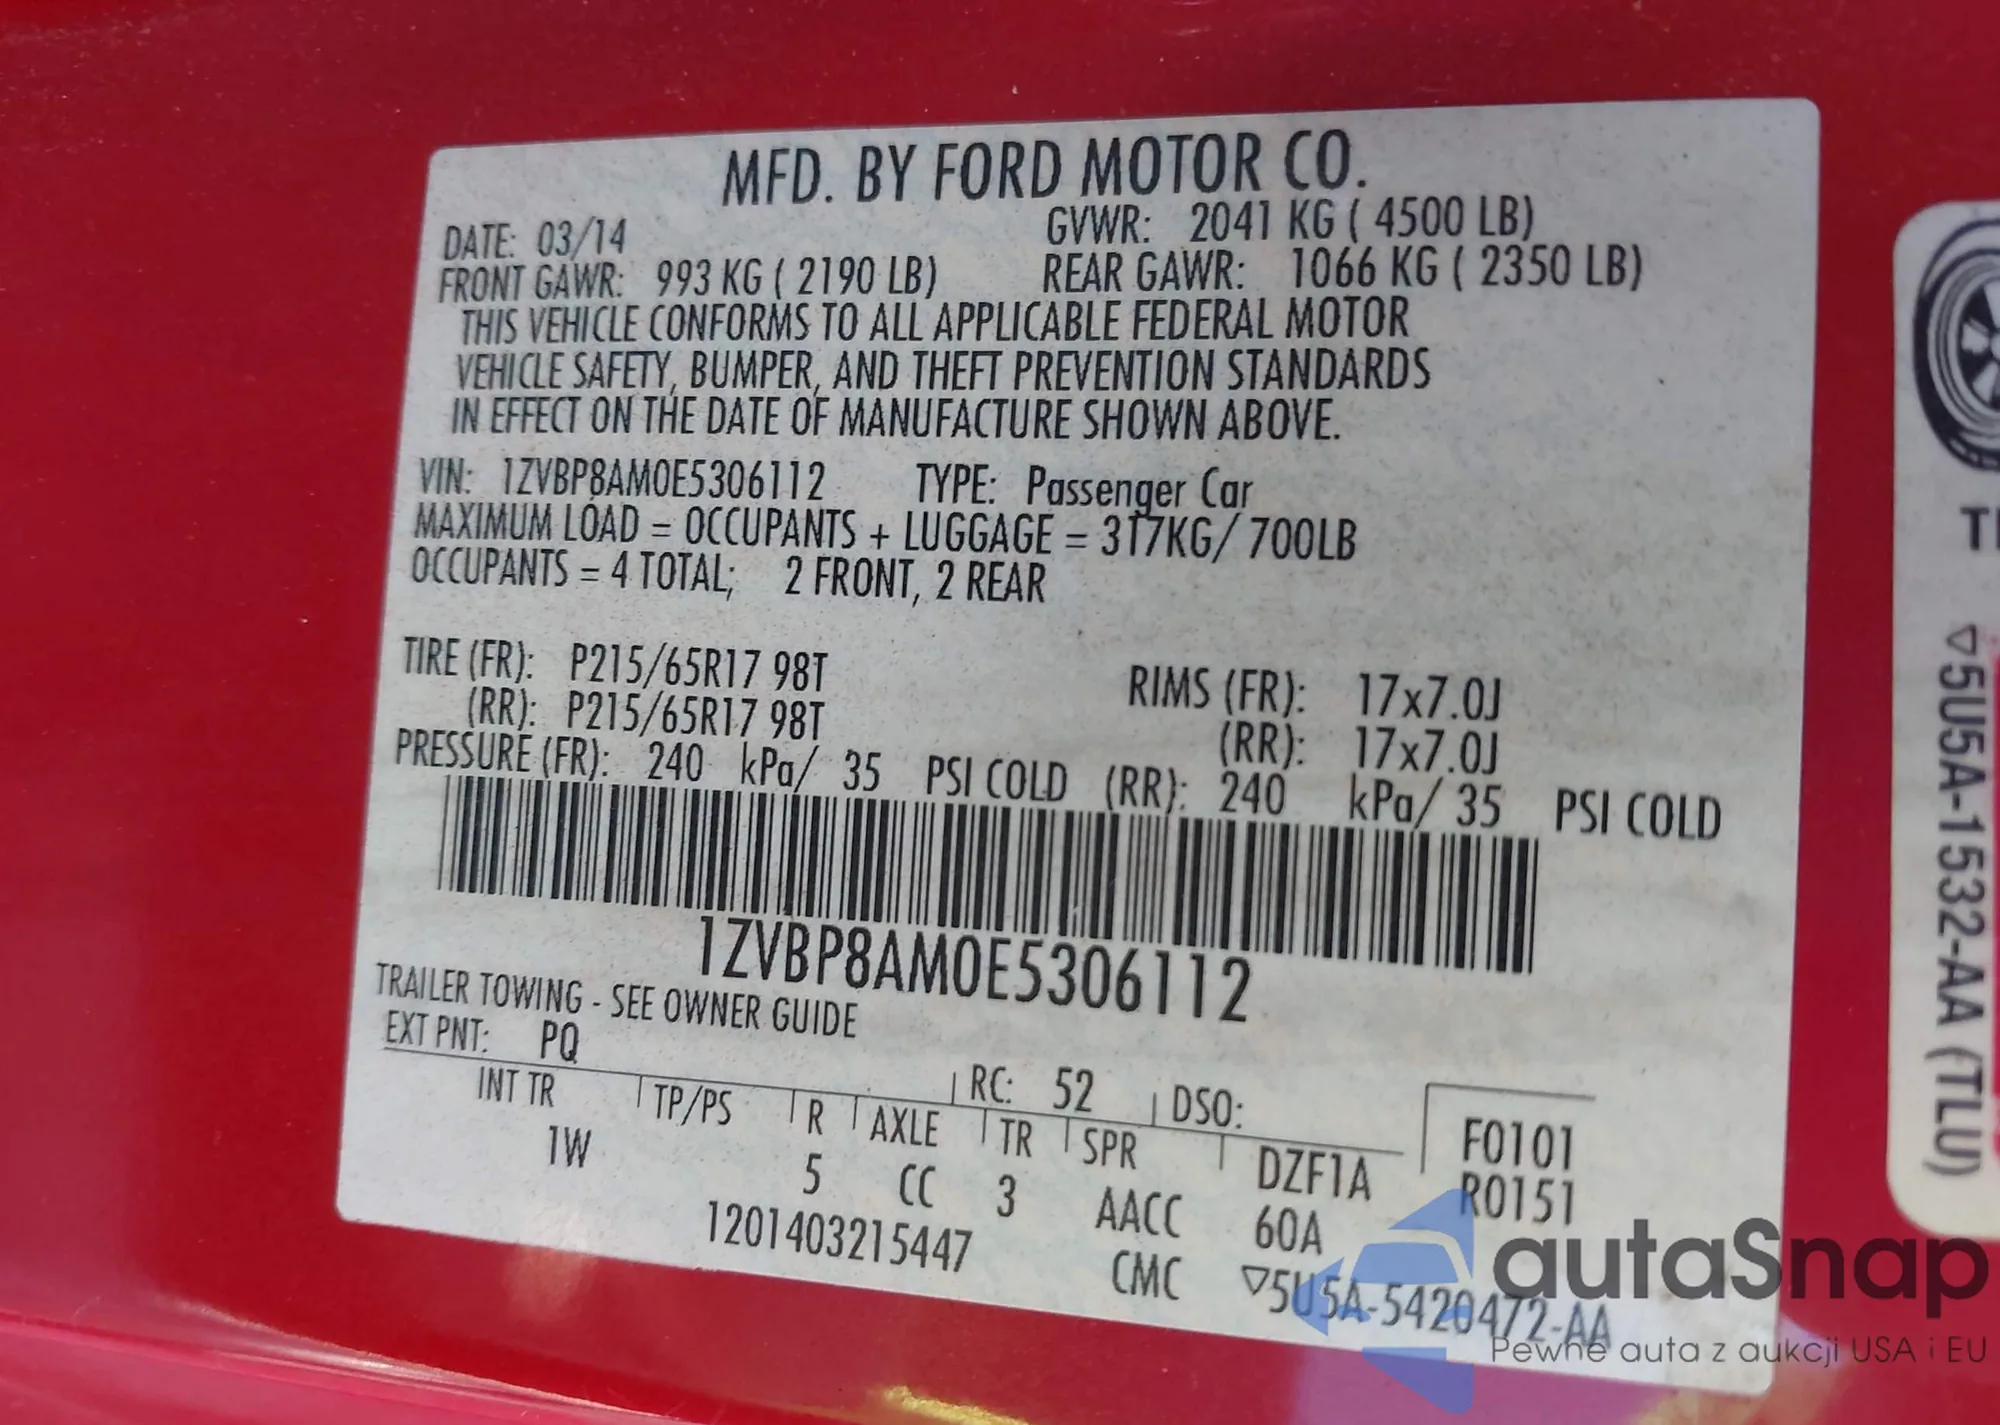 MFD. BY FORD MOTOR CO.
DATE: 03/14 GVWR: 2041 KG ( 4500 LB)
FRONT GAWR: 993 KG ( 2190 LB) REAR GAWR: 1066 KG ( 2350 LB)
THIS VEHICLE CONFORMS TO ALL APPLICABLE FEDERAL MOTOR
VEHICLE SAFETY, BUMPER, AND THEFT PREVENTION STANDARDS
IN EFFECT ON THE DATE OF MANUFACTURE SHOWN ABOVE.
VIN: 1ZVBP8AM0E5306112 TYPE: Passenger Car
MAXIMUM LOAD = OCCUPANTS + LUGGAGE = 317KG/ 700LB
OCCUPANTS = 4 TOTAL; 2 FRONT, 2 REAR
TIRE (FR): P215/65R17 98T RIMS (FR): 17x7.0J
(RR): P215/65R17 98T (RR): 17x7.0J
PRESSURE (FR): 240 kPa/ 35 PSI COLD (RR): 240 kPa/ 35 PSI COLD
1ZVBP8AM0E5306112
TRAILER TOWING - SEE OWNER GUIDE
EXT PNT: PQ RC: 52 DSO: F0101
INT TR TP/PS R AXLE TR SPR DZF1A R0151
1W 5 CC 3 AACC 60A
1201403215447 CMC ▽5U5A-5420472-AA
▽5U5A-1532-AA (TLU)
autaSnap
Pewne auta z aukcji USA i EU